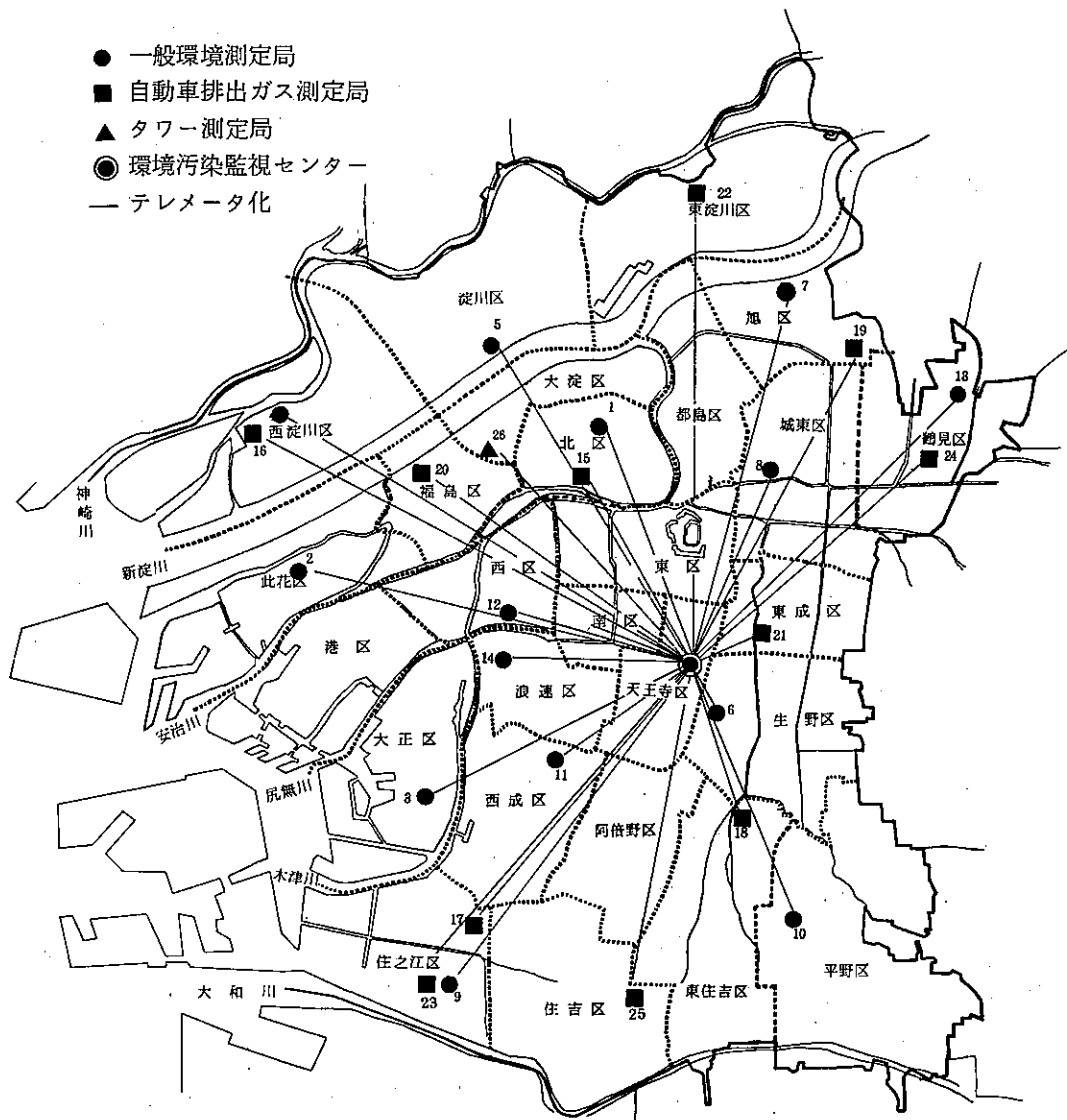 ● 一般環境測定局
■ 自動車排出ガス測定局
▲ タワー測定局
◉ 環境汚染監視センター
— テレメータ化
22
東淀川区
7
淀川区
旭区
5
19
13
大淀区
1
都島区
城東区
西淀川区
16
26
北区
鶴見区
24
15
8
20
福島区
神崎川
新淀川
2
此花区
西区
東区
12
東成区
南区
21
港区
14
浪速区
天王寺区
6
生野区
安治川
大正区
尻無川
11
3
西成区
18
阿倍野区
木津川
17
10
住之江区
平野区
大和川
23
9
住吉区
東住吉区
25